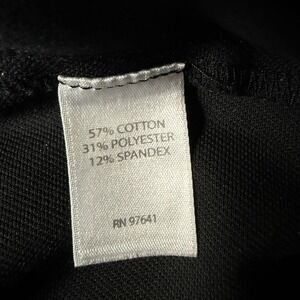 57% COTTON
31% POLYESTER
12% SPANDEX
RN 97641